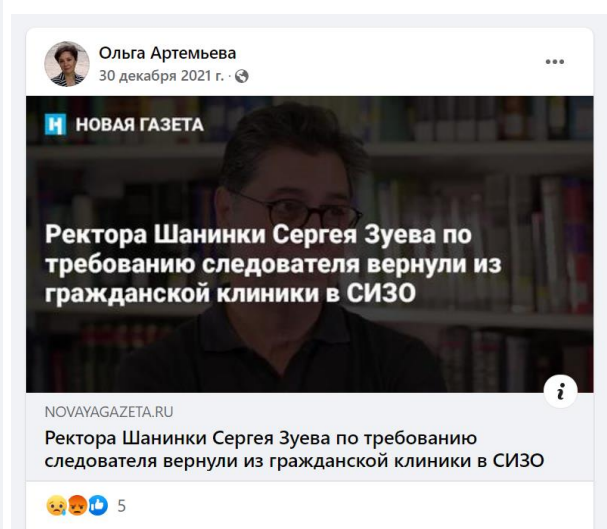 Ольга Артемьева
30 декабря 2021 г. ·
НОВАЯ ГАЗЕТА
Ректора Шанинки Сергея Зуева по
требованию следователя вернули из
гражданской клиники в СИЗО
NOVAYAGAZETA.RU
Ректора Шанинки Сергея Зуева по требованию
следователя вернули из гражданской клиники в СИЗО
5